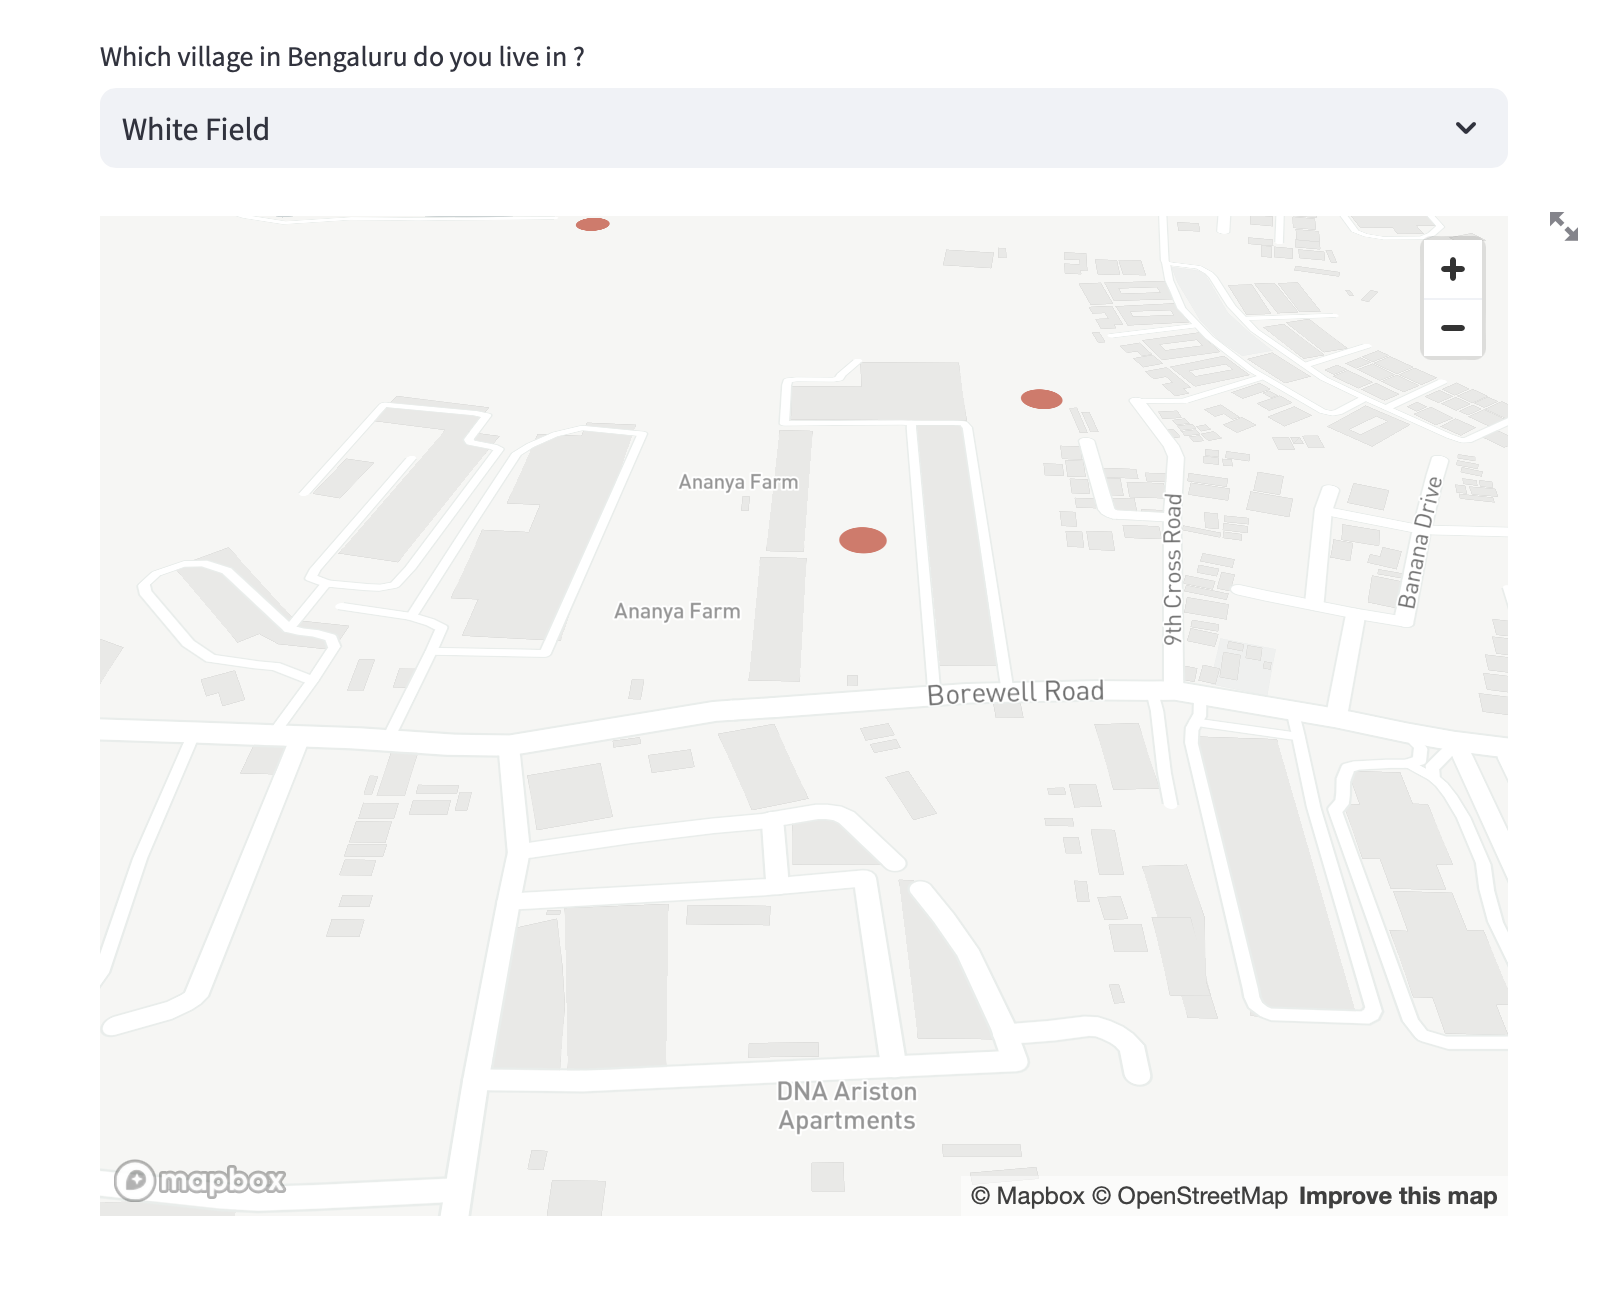 Which village in Bengaluru do you live in ?
White Field
+
−
Ananya Farm
9th Cross Road
Banana Drive
Ananya Farm
Borewell Road
DNA Ariston
Apartments
mapbox
© Mapbox © OpenStreetMap Improve this map